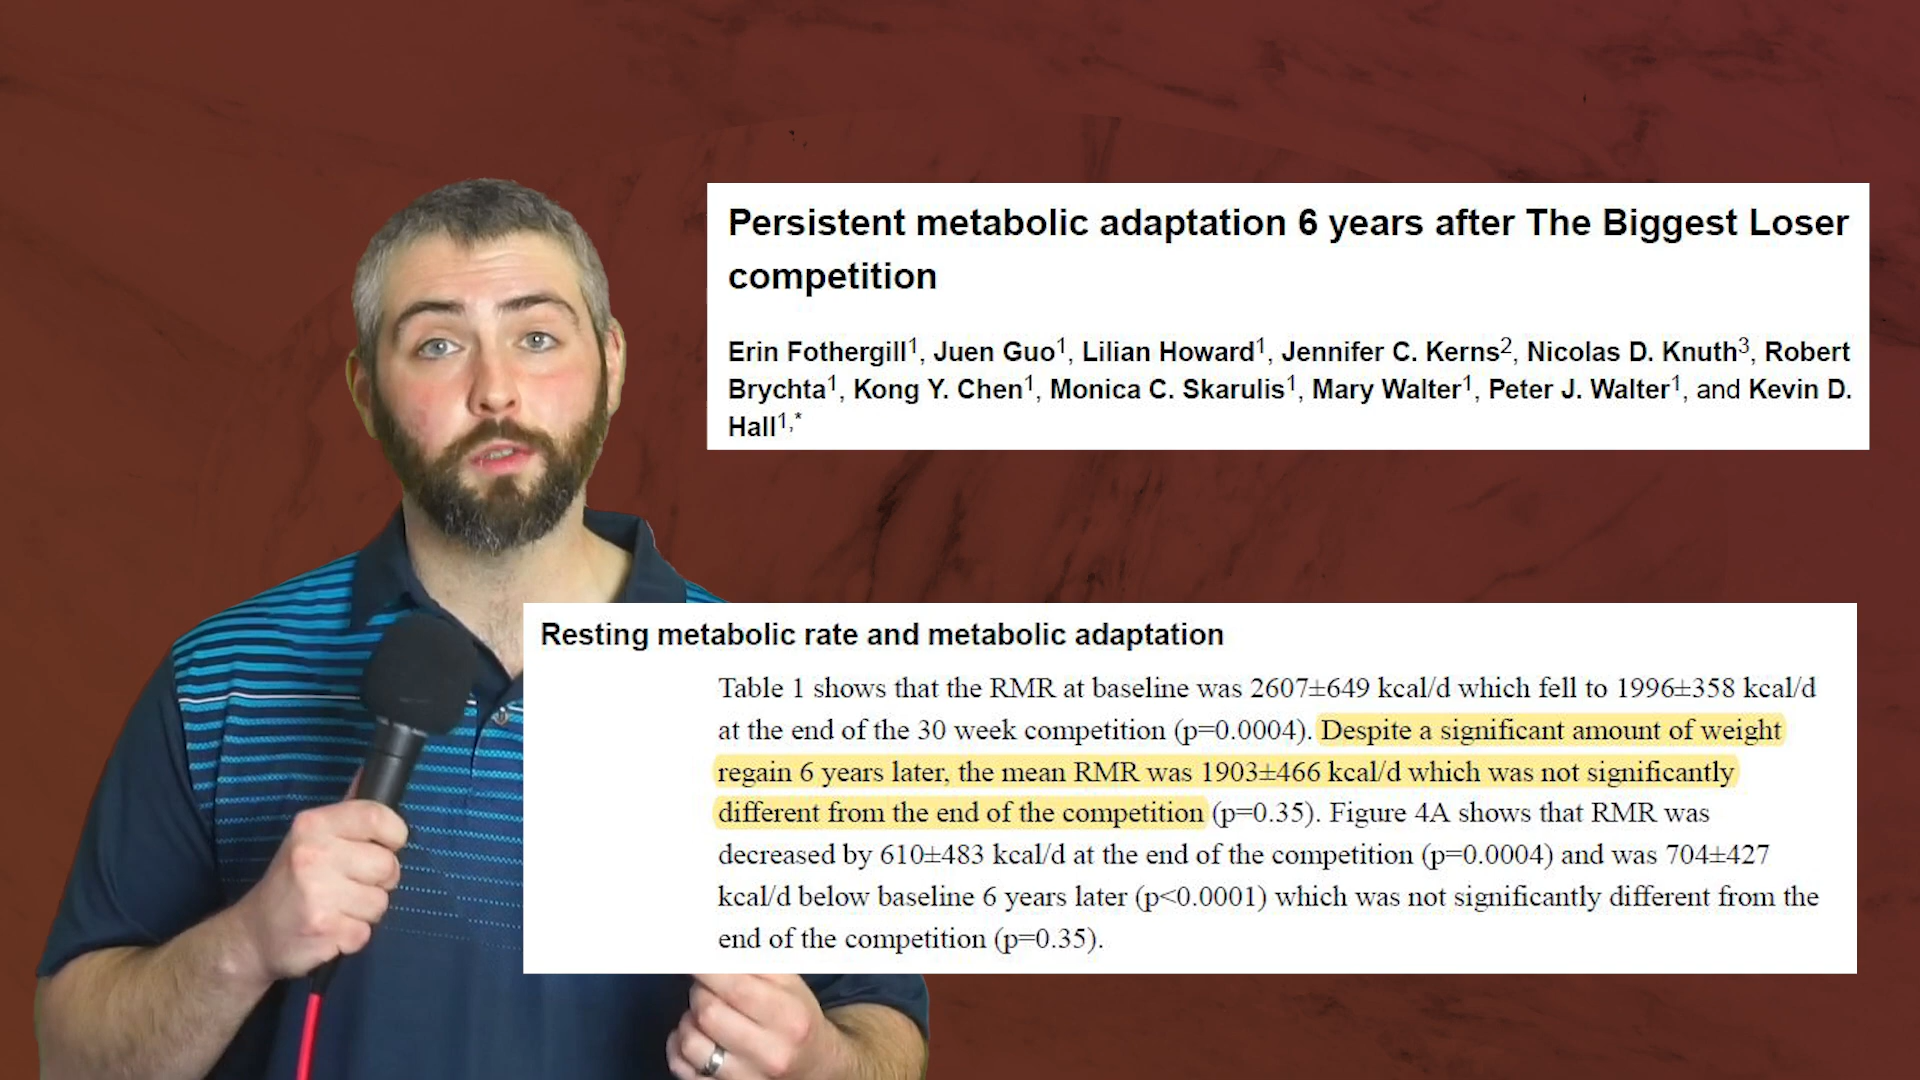 Persistent metabolic adaptation 6 years after The Biggest Loser
competition
Erin Fothergill1, Juen Guo1, Lilian Howard1, Jennifer C. Kerns2, Nicolas D. Knuth3, Robert
Brychta1, Kong Y. Chen1, Monica C. Skarulis1, Mary Walter1, Peter J. Walter1, and Kevin D.
Hall1,*
Resting metabolic rate and metabolic adaptation
Table 1 shows that the RMR at baseline was 2607±649 kcal/d which fell to 1996±358 kcal/d
at the end of the 30 week competition (p=0.0004). Despite a significant amount of weight
regain 6 years later, the mean RMR was 1903±466 kcal/d which was not significantly
different from the end of the competition (p=0.35). Figure 4A shows that RMR was
decreased by 610±483 kcal/d at the end of the competition (p=0.0004) and was 704±427
kcal/d below baseline 6 years later (p<0.0001) which was not significantly different from the
end of the competition (p=0.35).